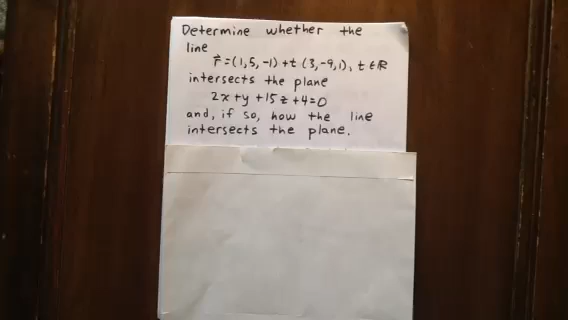 Determine whether the
line
r⃗ = (1, 5, -1) + t (3, -9, 1), t ∈ ℝ
intersects the plane
2x + y + 15z + 4 = 0
and, if so, how the line
intersects the plane.